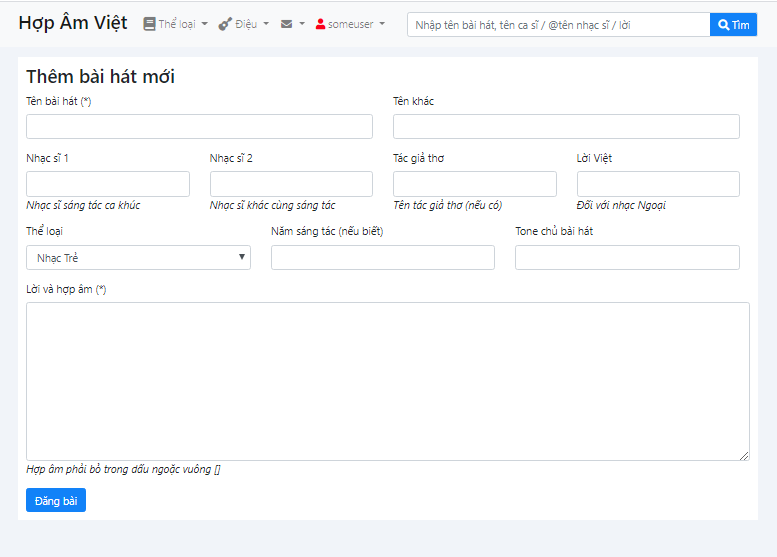 Hợp Âm Việt Thể loại Điệu someuser Nhập tên bài hát, tên ca sĩ / @tên nhạc sĩ / lời Tìm
Thêm bài hát mới
Tên bài hát (*) Tên khác
Nhạc sĩ 1 Nhạc sĩ 2 Tác giả thơ Lời Việt
Nhạc sĩ sáng tác ca khúc Nhạc sĩ khác cùng sáng tác Tên tác giả thơ (nếu có) Đối với nhạc Ngoại
Thể loại Năm sáng tác (nếu biết) Tone chủ bài hát
Nhạc Trẻ
Lời và hợp âm (*)
Hợp âm phải bỏ trong dấu ngoặc vuông []
Đăng bài